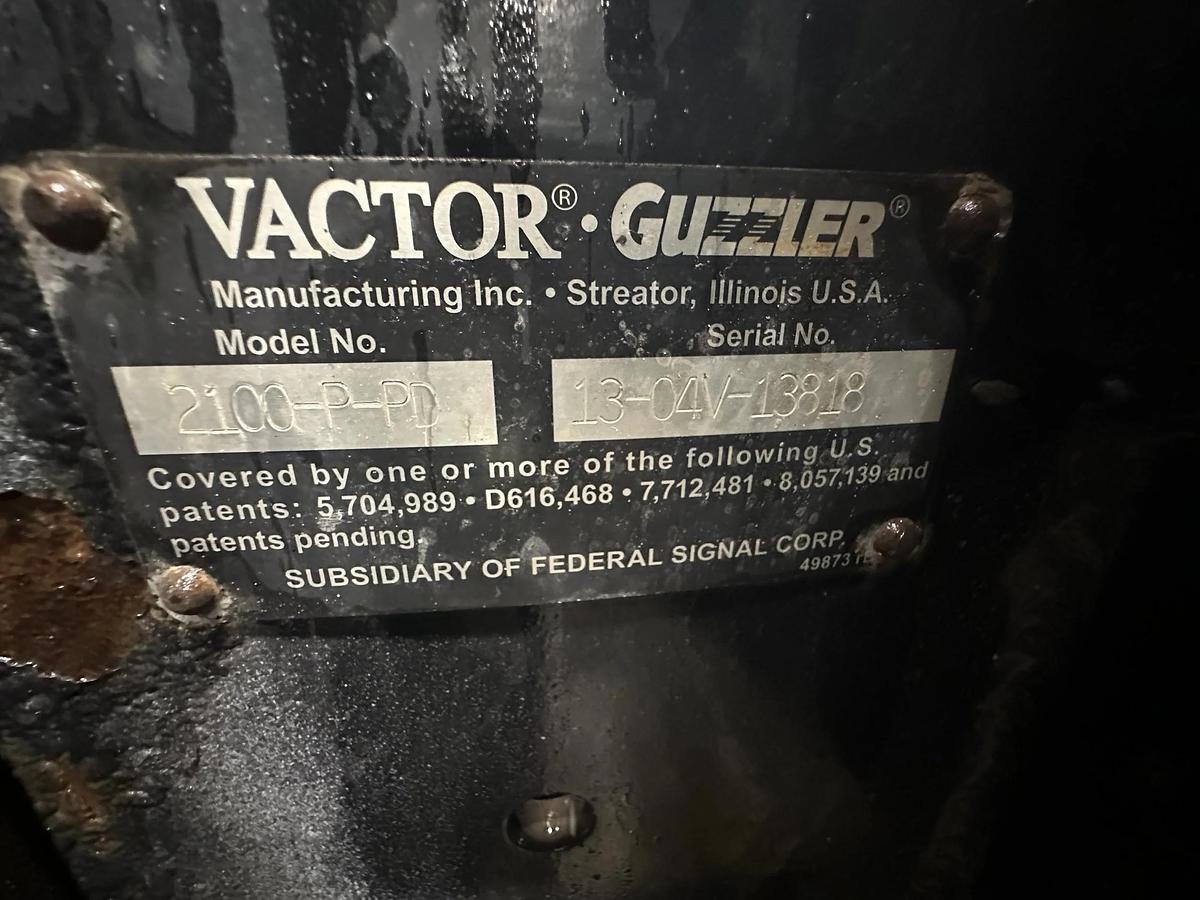 VACTOR® • GUZZLER®
Manufacturing Inc. • Streator, Illinois U.S.A.
Model No. Serial No.
2100-P-PD 13-04V-13818
Covered by one or more of the following U.S.
patents: 5,704,989 • D616,468 • 7,712,481 • 8,057,139 and
patents pending.
SUBSIDIARY OF FEDERAL SIGNAL CORP.